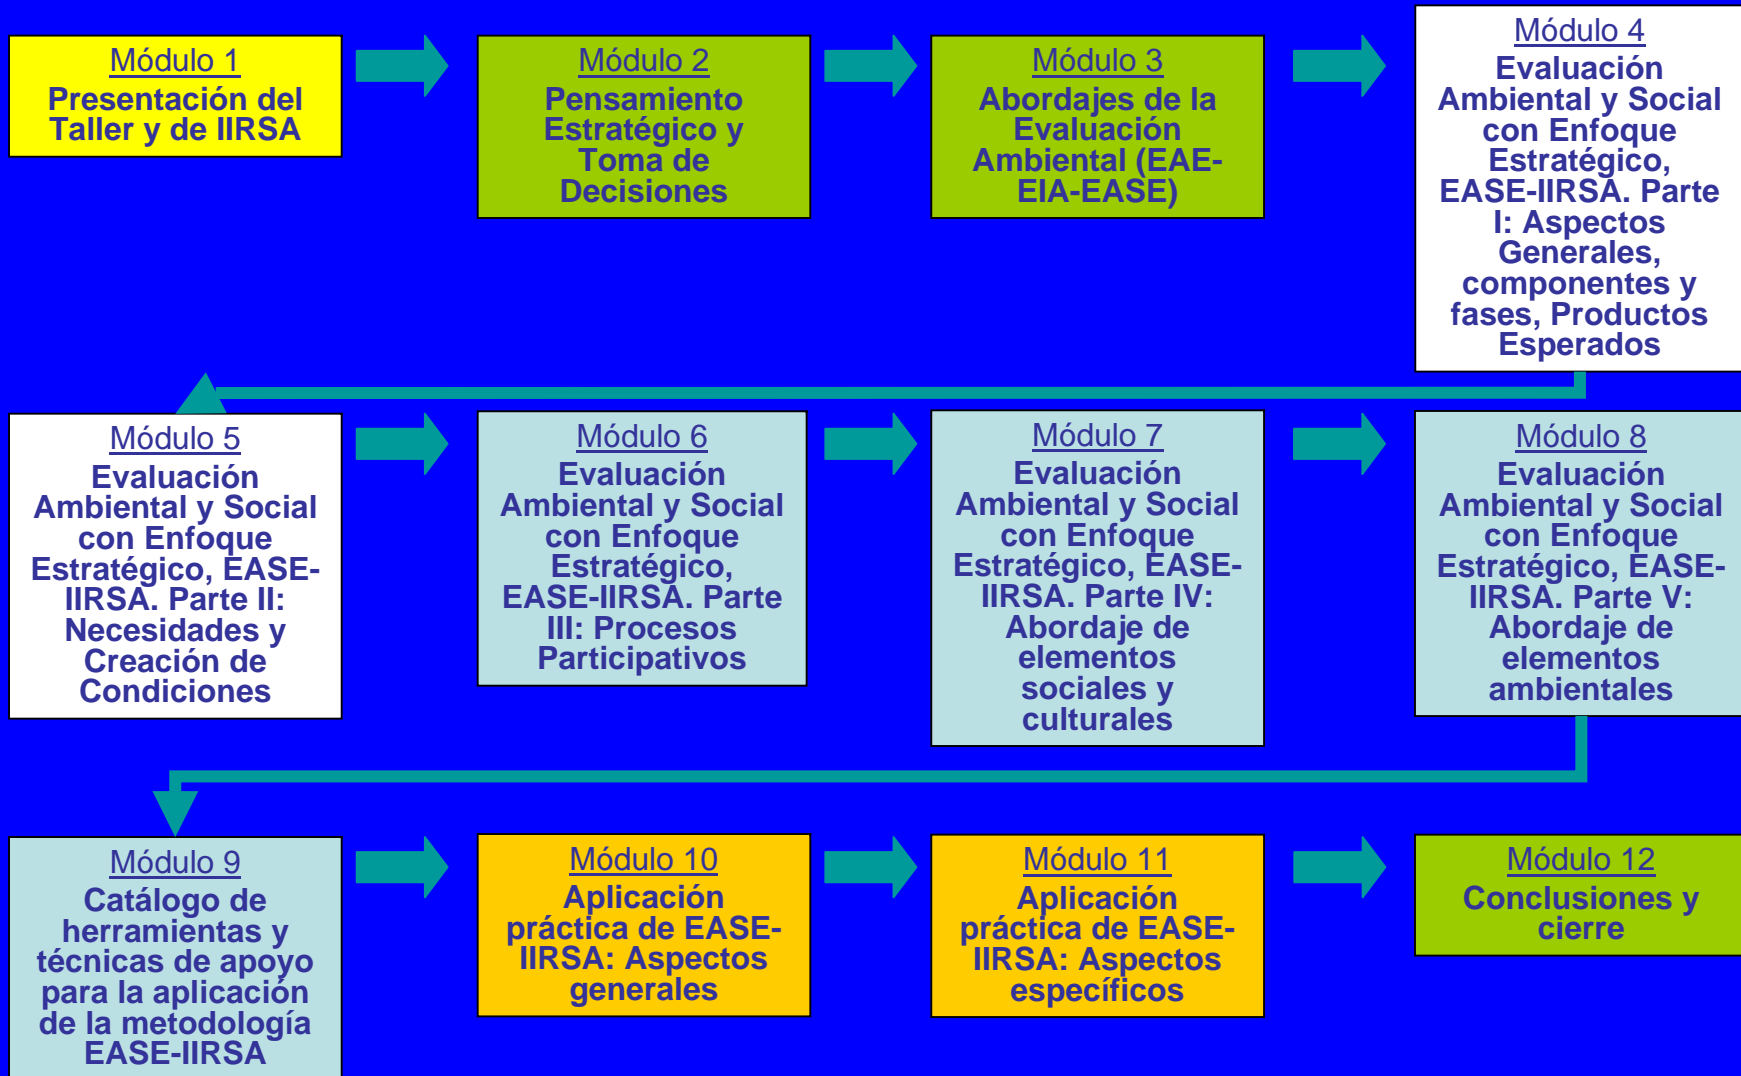 Módulo 1
Presentación del
Taller y de IIRSA
Módulo 2
Pensamiento
Estratégico y
Toma de
Decisiones
Módulo 3
Abordajes de la
Evaluación
Ambiental (EAE-
EIA-EASE)
Módulo 4
Evaluación
Ambiental y Social
con Enfoque
Estratégico,
EASE-IIRSA. Parte
I: Aspectos
Generales,
componentes y
fases, Productos
Esperados
Módulo 5
Evaluación
Ambiental y Social
con Enfoque
Estratégico, EASE-
IIRSA. Parte II:
Necesidades y
Creación de
Condiciones
Módulo 6
Evaluación
Ambiental y Social
con Enfoque
Estratégico,
EASE-IIRSA. Parte
III: Procesos
Participativos
Módulo 7
Evaluación
Ambiental y Social
con Enfoque
Estratégico, EASE-
IIRSA. Parte IV:
Abordaje de
elementos
sociales y
culturales
Módulo 8
Evaluación
Ambiental y Social
con Enfoque
Estratégico, EASE-
IIRSA. Parte V:
Abordaje de
elementos
ambientales
Módulo 9
Catálogo de
herramientas y
técnicas de apoyo
para la aplicación
de la metodología
EASE-IIRSA
Módulo 10
Aplicación
práctica de EASE-
IIRSA: Aspectos
generales
Módulo 11
Aplicación
práctica de EASE-
IIRSA: Aspectos
específicos
Módulo 12
Conclusiones y
cierre